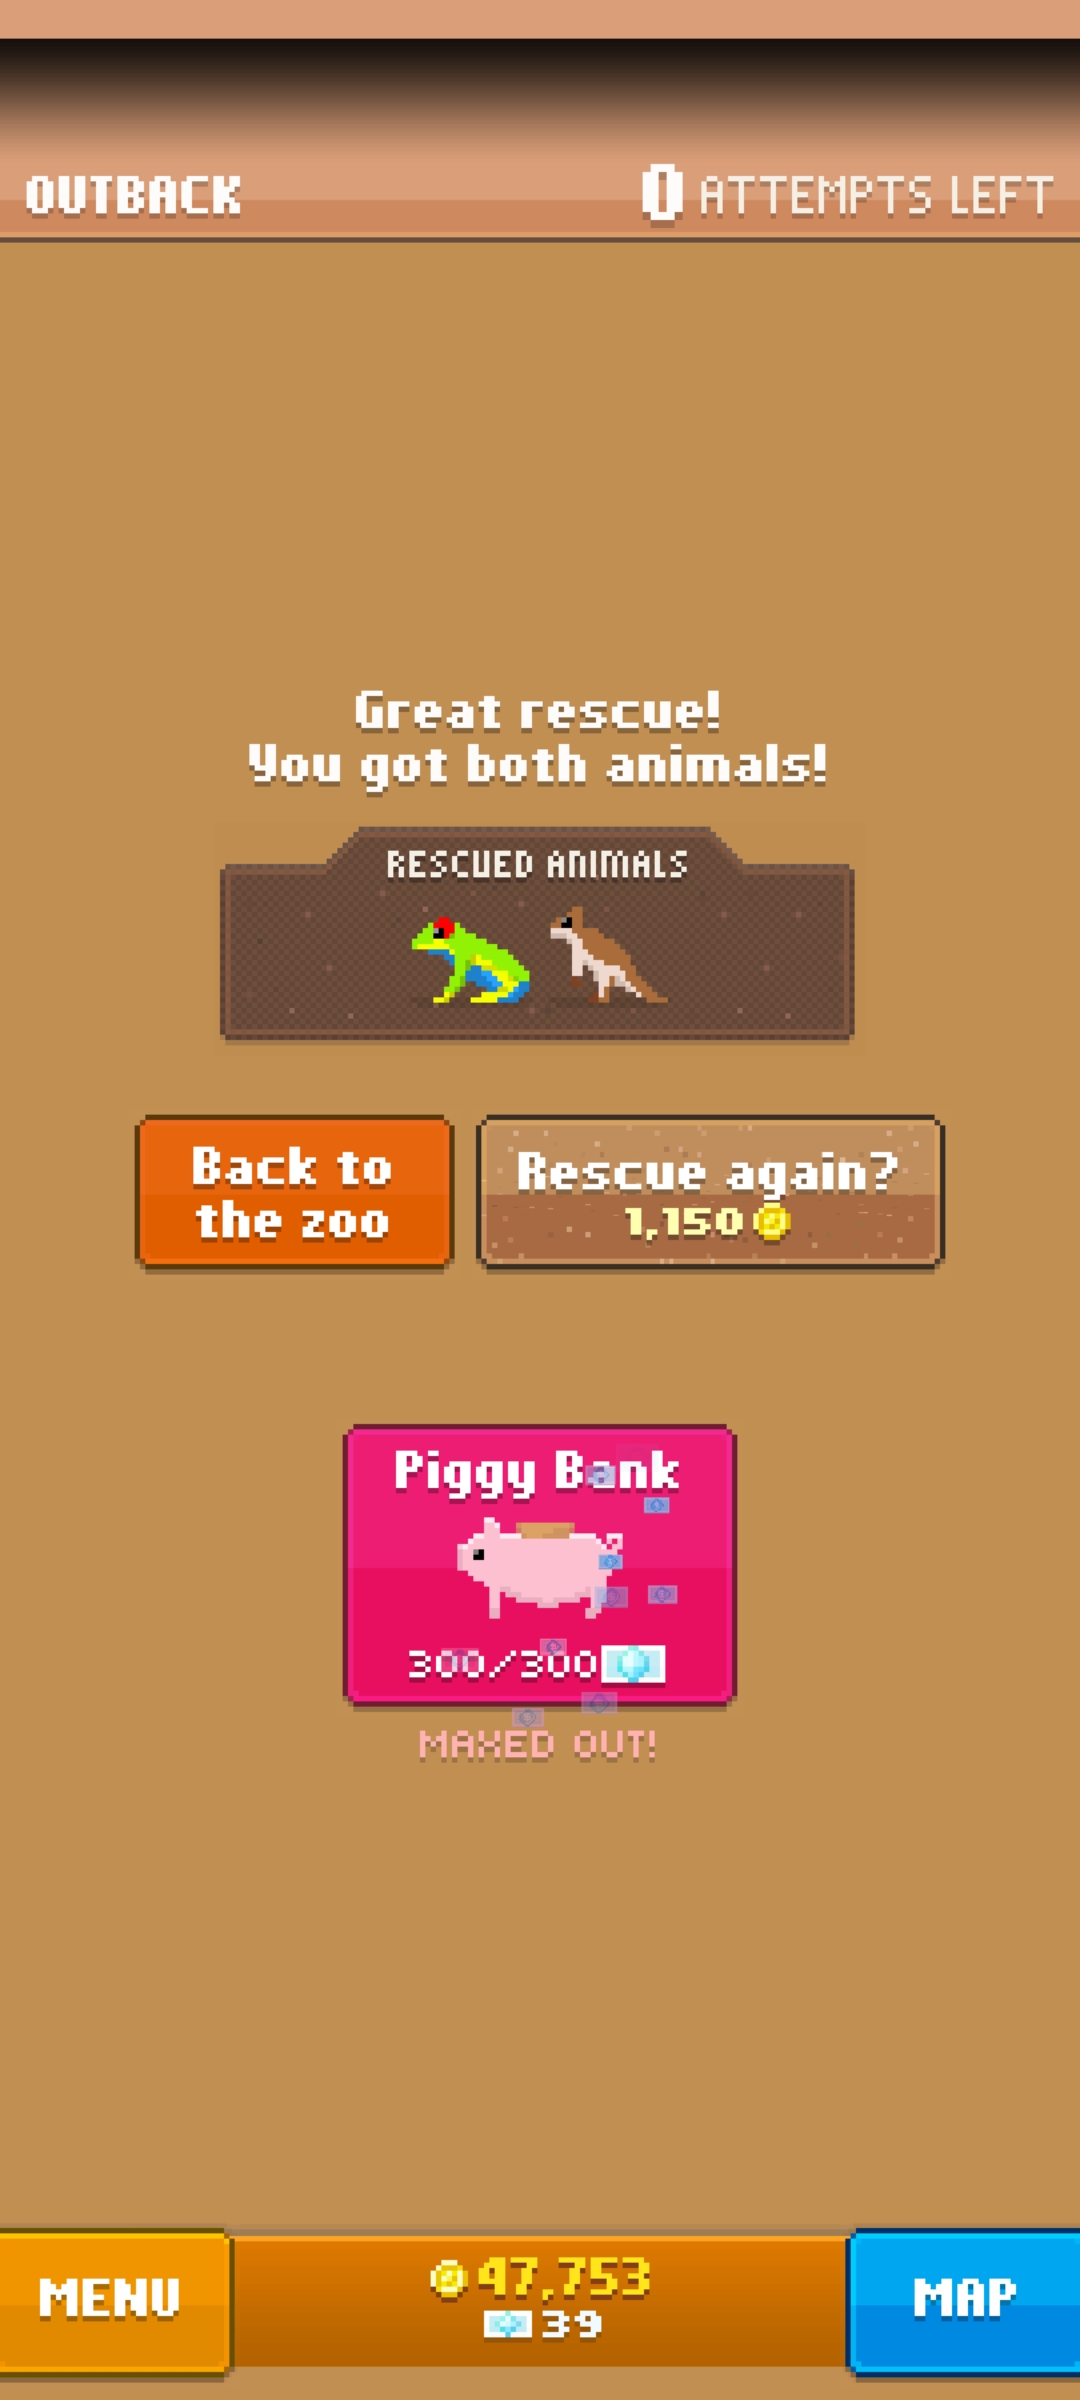 OUTBACK
0 ATTEMPTS LEFT
Great rescue!
You got both animals!
RESCUED ANIMALS
Back to
the zoo
Rescue again?
1,150
Piggy Bank
300/300
MAXED OUT!
MENU
47,753
39
MAP